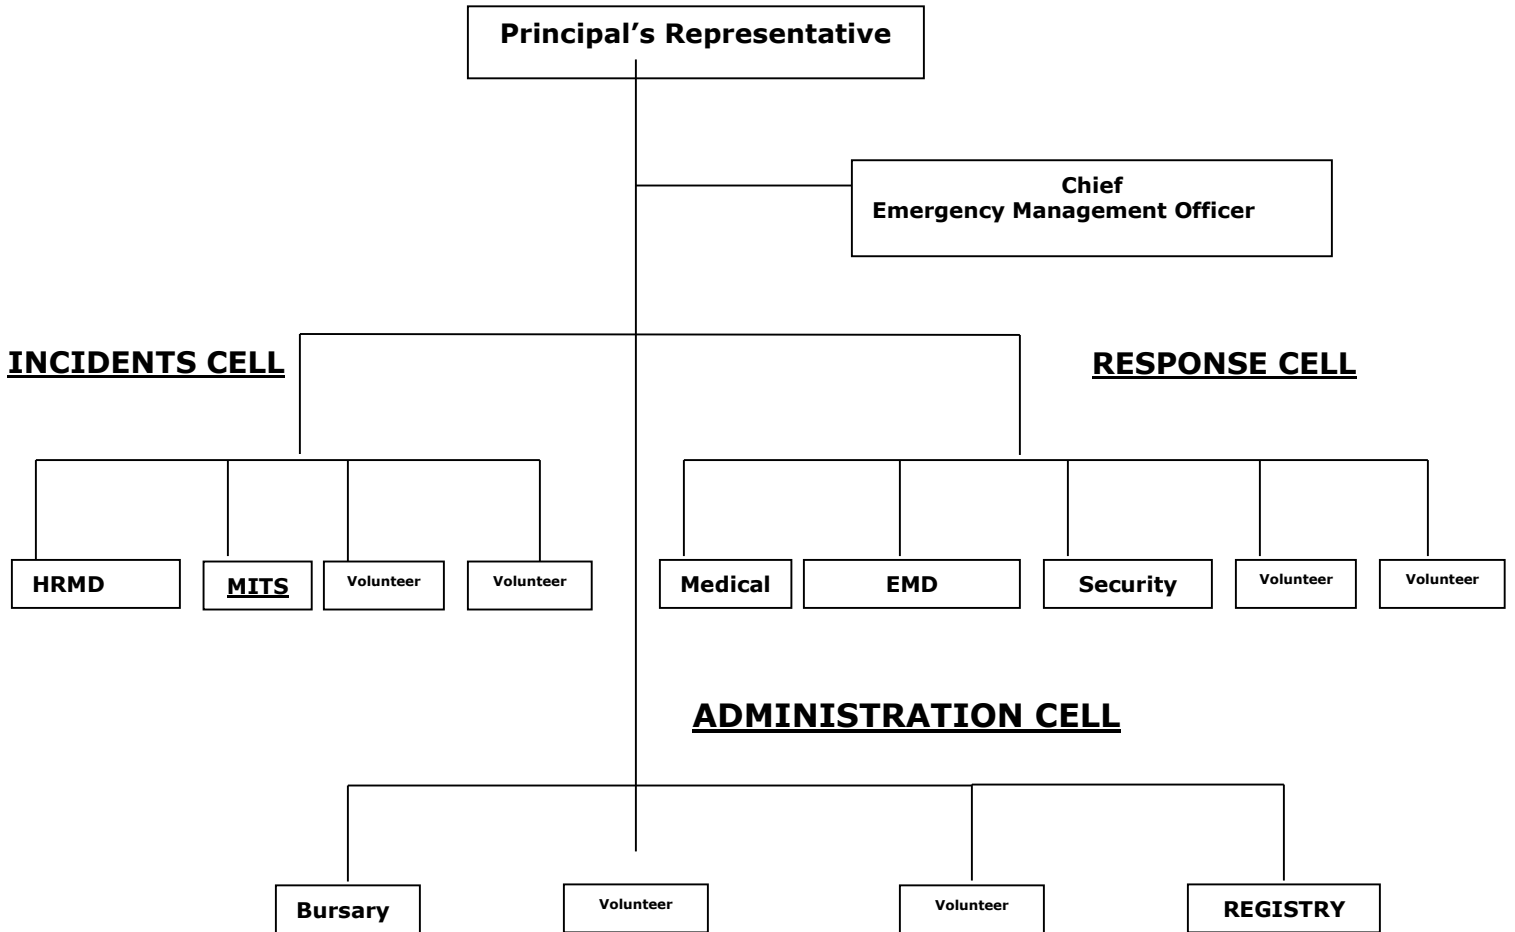 Principal’s Representative
Chief
Emergency Management Officer
INCIDENTS CELL
RESPONSE CELL
HRMD
MITS
Volunteer
Volunteer
Medical
EMD
Security
Volunteer
Volunteer
ADMINISTRATION CELL
Bursary
Volunteer
Volunteer
REGISTRY